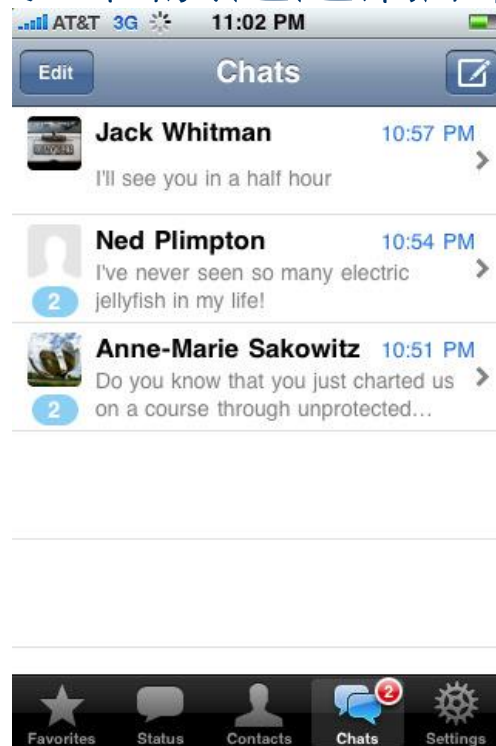 AT&T 3G 11:02 PM
Edit Chats
Jack Whitman 10:57 PM
I'll see you in a half hour
Ned Plimpton 10:54 PM
I've never seen so many electric
2 jellyfish in my life!
Anne-Marie Sakowitz 10:51 PM
Do you know that you just charted us
2 on a course through unprotected...
2
Favorites Status Contacts Chats Settings